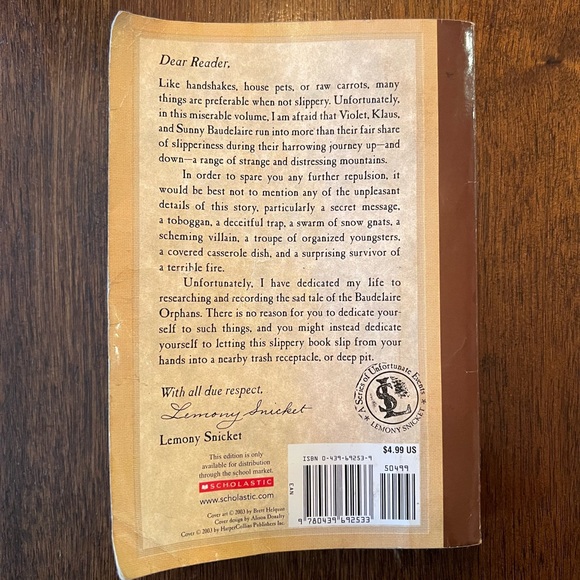 Dear Reader,
Like handshakes, house pets, or raw carrots, many
things are preferable when not slippery. Unfortunately,
in this miserable volume, I am afraid that Violet, Klaus,
and Sunny Baudelaire run into more than their fair share
of slipperiness during their harrowing journey up—and
down—a range of strange and distressing mountains.
In order to spare you any further repulsion, it
would be best not to mention any of the unpleasant
details of this story, particularly a secret message,
a toboggan, a deceitful trap, a swarm of snow gnats, a
scheming villain, a troupe of organized youngsters,
a covered casserole dish, and a surprising survivor of
a terrible fire.
Unfortunately, I have dedicated my life to
researching and recording the sad tale of the Baudelaire
Orphans. There is no reason for you to dedicate your-
self to such things, and you might instead dedicate
yourself to letting this slippery book slip from your
hands into a nearby trash receptacle, or deep pit.
With all due respect,
Lemony Snicket
Lemony Snicket
A Series of Unfortunate Events
LS
LEMONY SNICKET
This edition is only
available for distribution
through the school market.
SCHOLASTIC
www.scholastic.com
Cover art © 2003 by Brett Helquist
Cover design by Alison Donalty
Cover © 2003 by HarperCollins Publishers Inc.
$4.99 US
ISBN 0-439-69253-9
50499
EAN
9 780439 692533